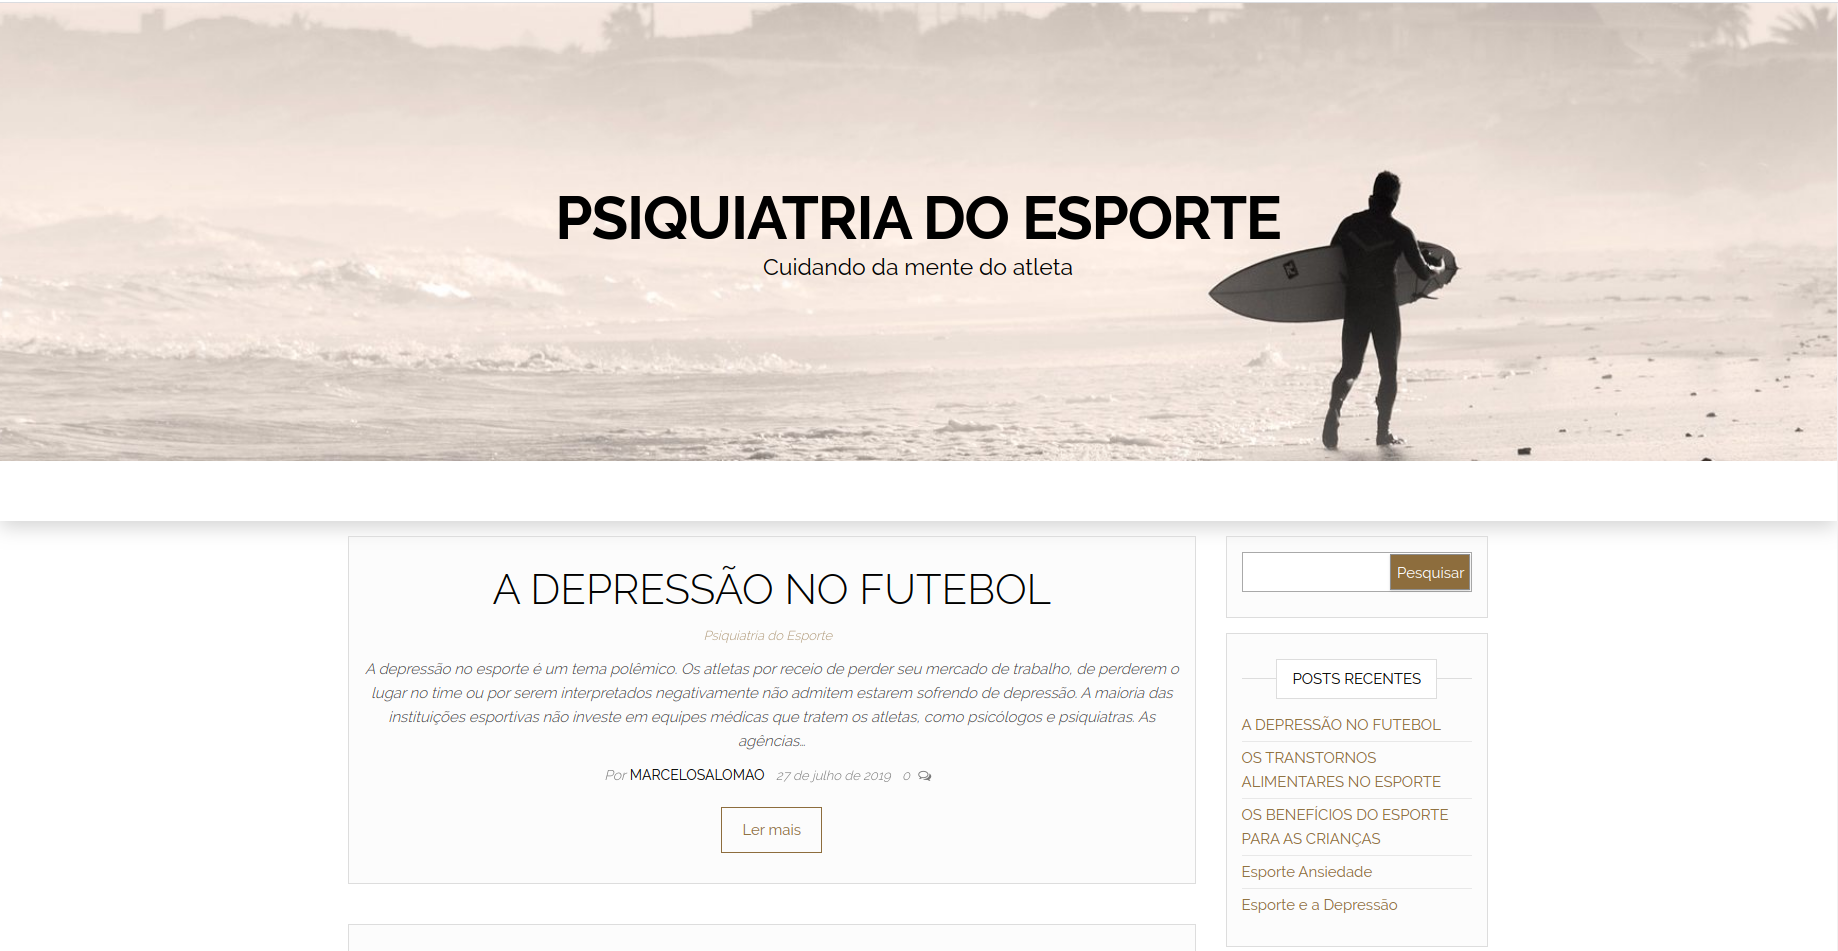 PSIQUIATRIA DO ESPORTE
Cuidando da mente do atleta
A DEPRESSÃO NO FUTEBOL
Psiquiatria do Esporte
A depressão no esporte é um tema polêmico. Os atletas por receio de perder seu mercado de trabalho, de perderem o
lugar no time ou por serem interpretados negativamente não admitem estarem sofrendo de depressão. A maioria das
instituições esportivas não investe em equipes médicas que tratem os atletas, como psicólogos e psiquiatras. As
agências…
Por MARCELOSALOMAO 27 de julho de 2019 0
Ler mais
Pesquisar
POSTS RECENTES
A DEPRESSÃO NO FUTEBOL
OS TRANSTORNOS
ALIMENTARES NO ESPORTE
OS BENEFÍCIOS DO ESPORTE
PARA AS CRIANÇAS
Esporte Ansiedade
Esporte e a Depressão